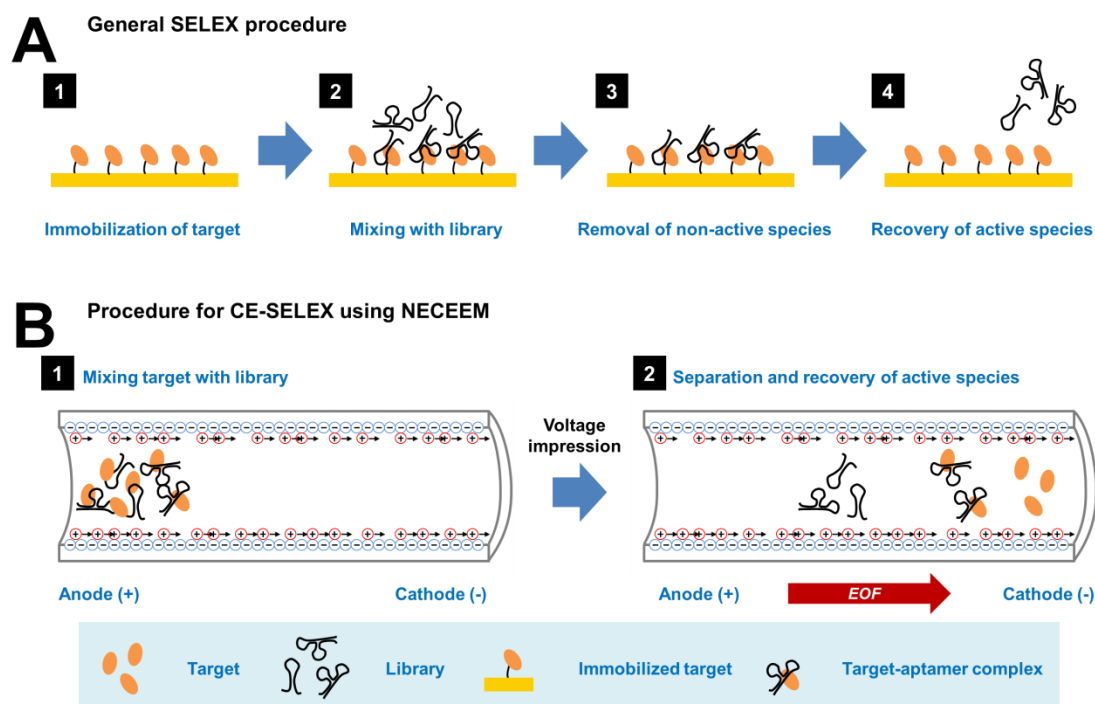 A
General SELEX procedure
1
2
3
4
Immobilization of target
Mixing with library
Removal of non-active species
Recovery of active species
B
Procedure for CE-SELEX using NECEEM
1
Mixing target with library
2
Separation and recovery of active species
Voltage
impression
Anode (+)
Cathode (-)
Anode (+)
EOF
Cathode (-)
Target
Library
Immobilized target
Target-aptamer complex